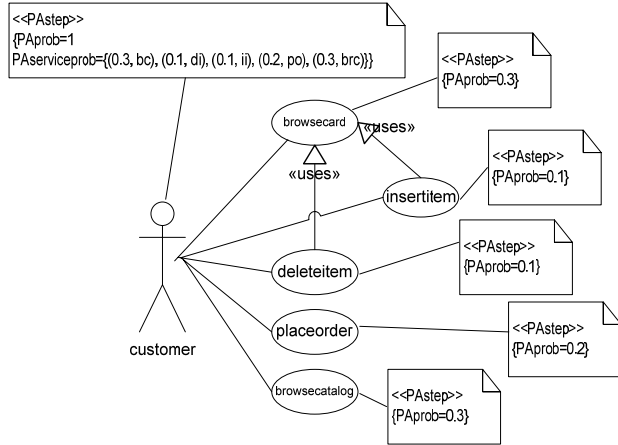 <<PAstep>>
{PAprob=1
PAserviceprob={(0.3, bc), (0.1, di), (0.1, ii), (0.2, po), (0.3, brc)}}
<<PAstep>>
{PAprob=0.3}
browsecard
«uses»
«uses»
<<PAstep>>
{PAprob=0.1}
insertitem
<<PAstep>>
{PAprob=0.1}
deleteitem
<<PAstep>>
{PAprob=0.2}
placeorder
customer
browsecatalog
<<PAstep>>
{PAprob=0.3}